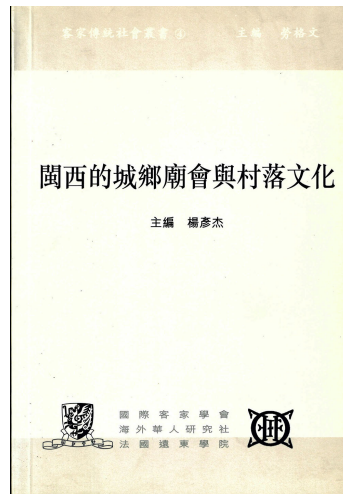 客家傳統社會叢書 4 主編 勞格文
閩西的城鄉廟會與村落文化
主編 楊彥杰
國際客家學會
海外華人研究社
法國遠東學院